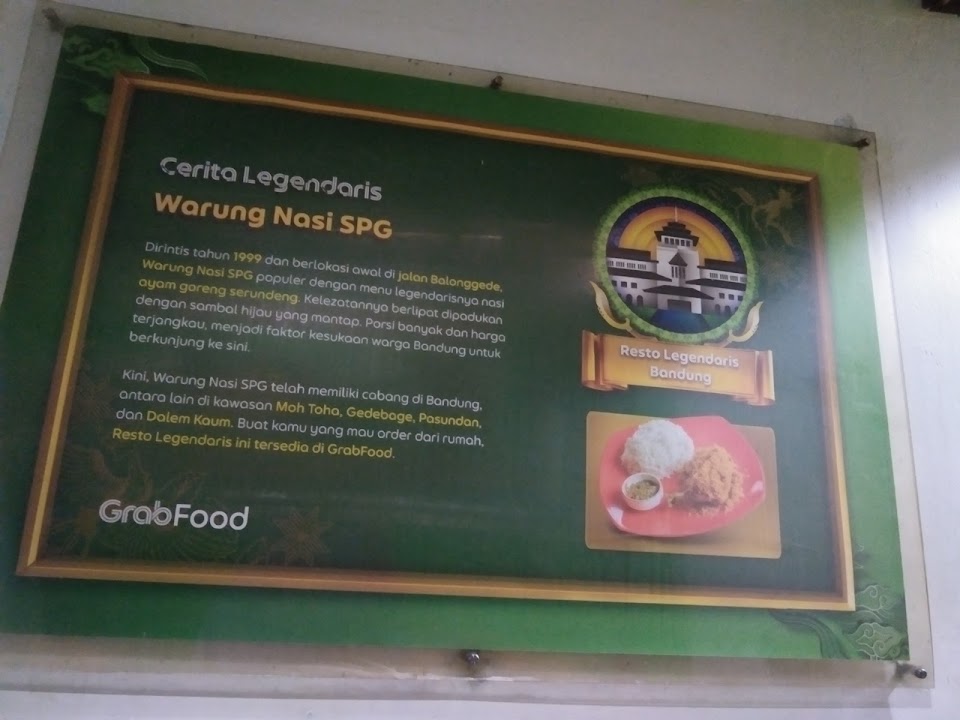 Cerita Legendaris
Warung Nasi SPG
Dirintis tahun 1999 dan berlokasi awal di jalan Balonggede,
Warung Nasi SPG populer dengan menu legendarisnya nasi
ayam goreng serundeng. Kelezatannya berlipat dipadukan
dengan sambal hijau yang mantap. Porsi banyak dan harga
terjangkau, menjadi faktor kesukaan warga Bandung untuk
berkunjung ke sini.
Kini, Warung Nasi SPG telah memiliki cabang di Bandung,
antara lain di kawasan Moh Toha, Gedebage, Pasundan,
dan Dalem Kaum. Buat kamu yang mau order dari rumah,
Resto Legendaris ini tersedia di GrabFood.
GrabFood
Resto Legendaris
Bandung